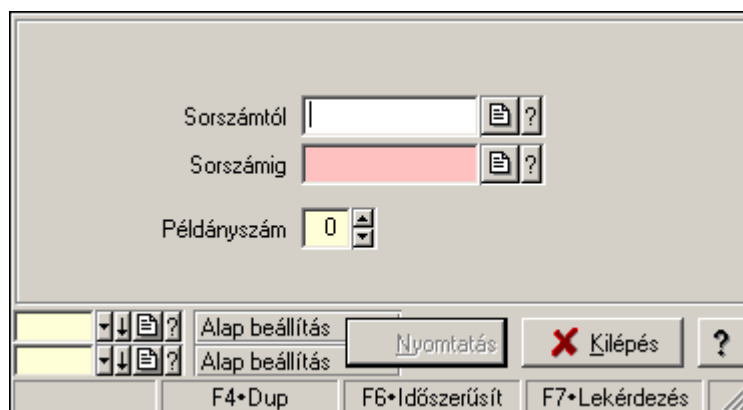 Sorszámtól ?
Sorszámig ?
Példányszám 0
? Alap beállítás
? Alap beállítás
Nyomtatás Kilépés ?
F4•Dup F6•Időszerűsít F7•Lekérdezés